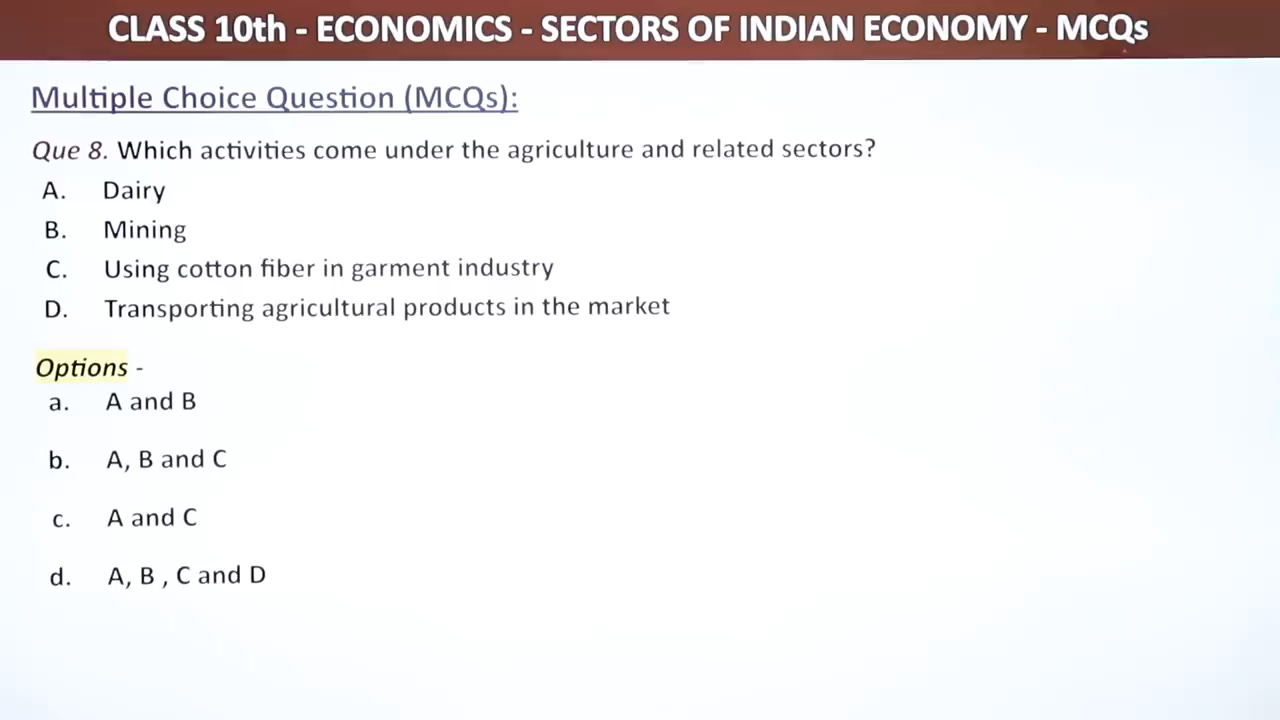 CLASS 10th - ECONOMICS - SECTORS OF INDIAN ECONOMY - MCQs
Multiple Choice Question (MCQs):
Que 8. Which activities come under the agriculture and related sectors?
A. Dairy
B. Mining
C. Using cotton fiber in garment industry
D. Transporting agricultural products in the market
Options -
a. A and B
b. A, B and C
c. A and C
d. A, B , C and D